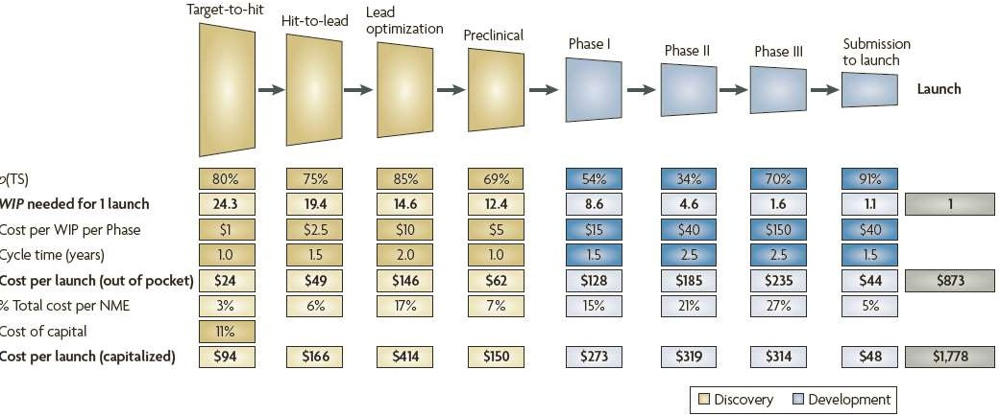 Target-to-hit
Hit-to-lead
Lead
optimization
Preclinical
Phase I
Phase II
Phase III
Submission
to launch
Launch
p(TS) 80% 75% 85% 69% 54% 34% 70% 91%
WIP needed for 1 launch 24.3 19.4 14.6 12.4 8.6 4.6 1.6 1.1 1
Cost per WIP per Phase $1 $2.5 $10 $5 $15 $40 $150 $40
Cycle time (years) 1.0 1.5 2.0 1.0 1.5 2.5 2.5 1.5
Cost per launch (out of pocket) $24 $49 $146 $62 $128 $185 $235 $44 $873
% Total cost per NME 3% 6% 17% 7% 15% 21% 27% 5%
Cost of capital 11%
Cost per launch (capitalized) $94 $166 $414 $150 $273 $319 $314 $48 $1,778
Discovery Development